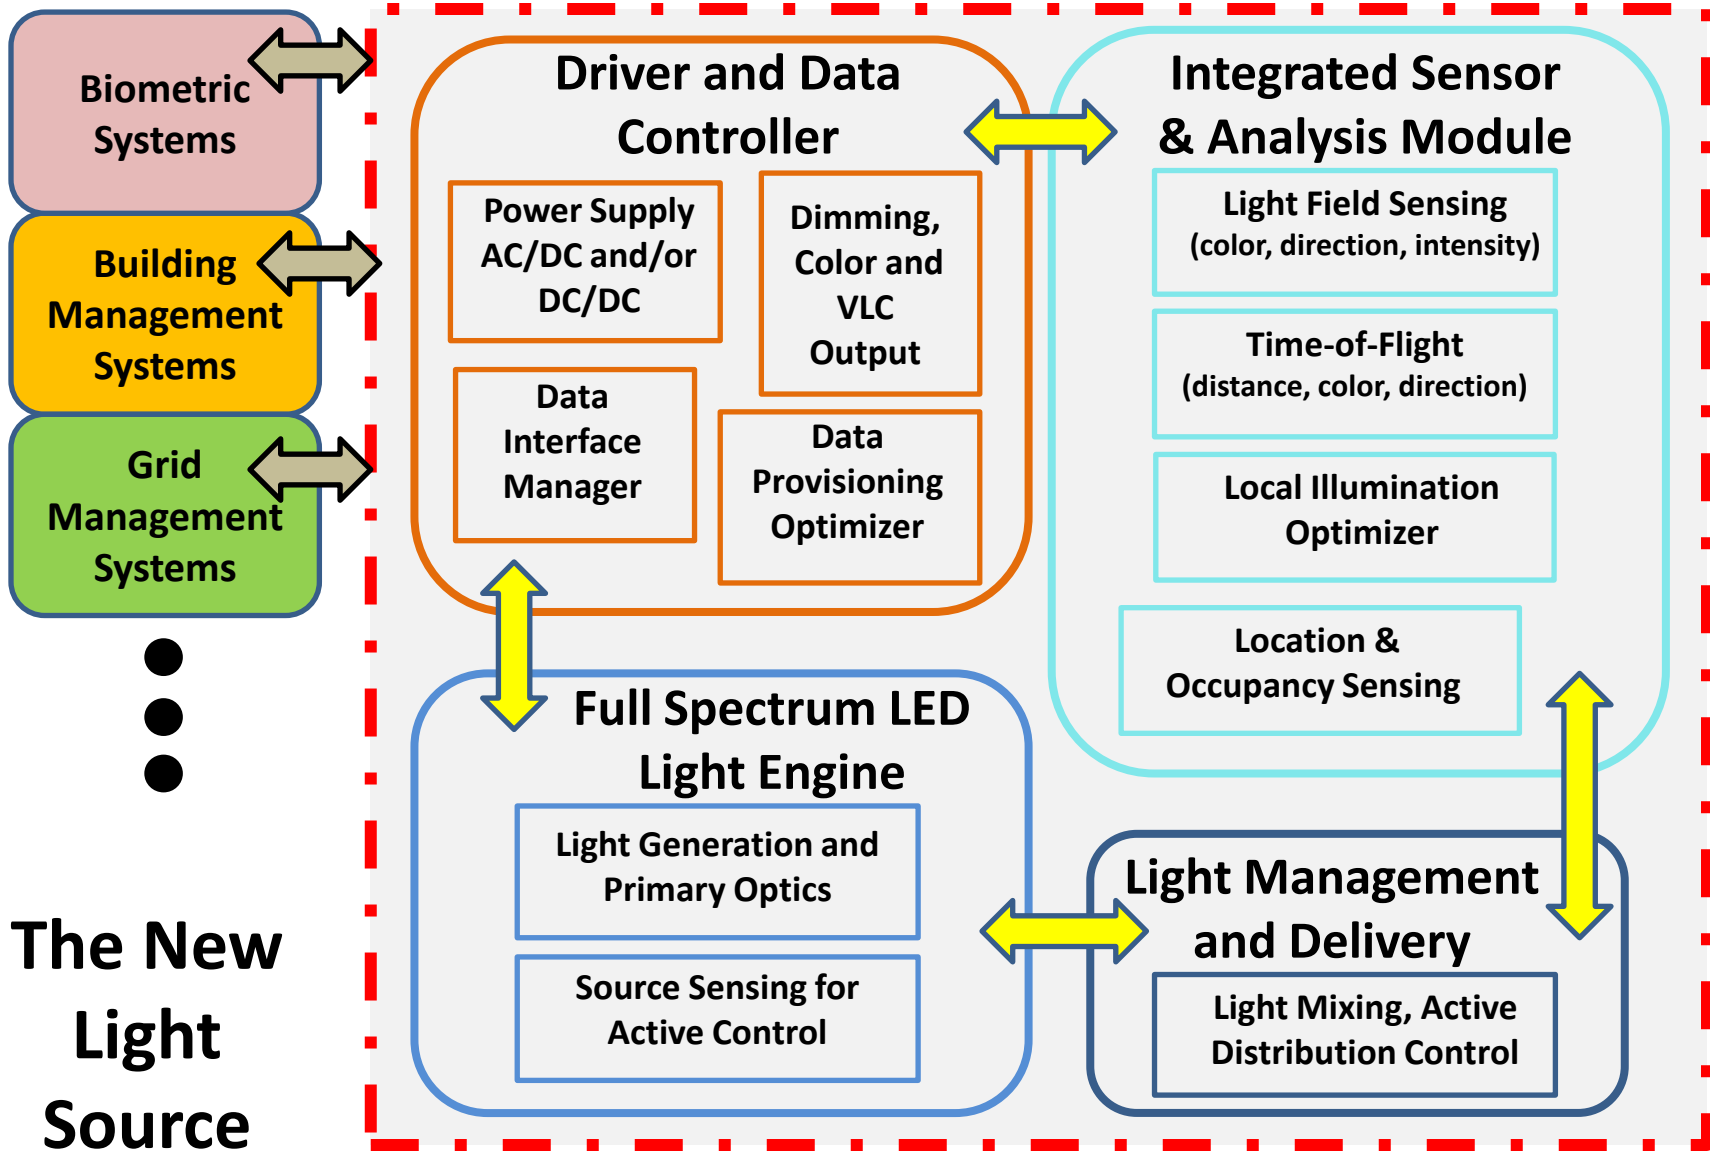 Biometric
Systems
Building
Management
Systems
Grid
Management
Systems
The New
Light
Source
Driver and Data
Controller
Power Supply
AC/DC and/or
DC/DC
Dimming,
Color and
VLC
Output
Data
Interface
Manager
Data
Provisioning
Optimizer
Integrated Sensor
& Analysis Module
Light Field Sensing
(color, direction, intensity)
Time-of-Flight
(distance, color, direction)
Local Illumination
Optimizer
Location &
Occupancy Sensing
Full Spectrum LED
Light Engine
Light Generation and
Primary Optics
Source Sensing for
Active Control
Light Management
and Delivery
Light Mixing, Active
Distribution Control